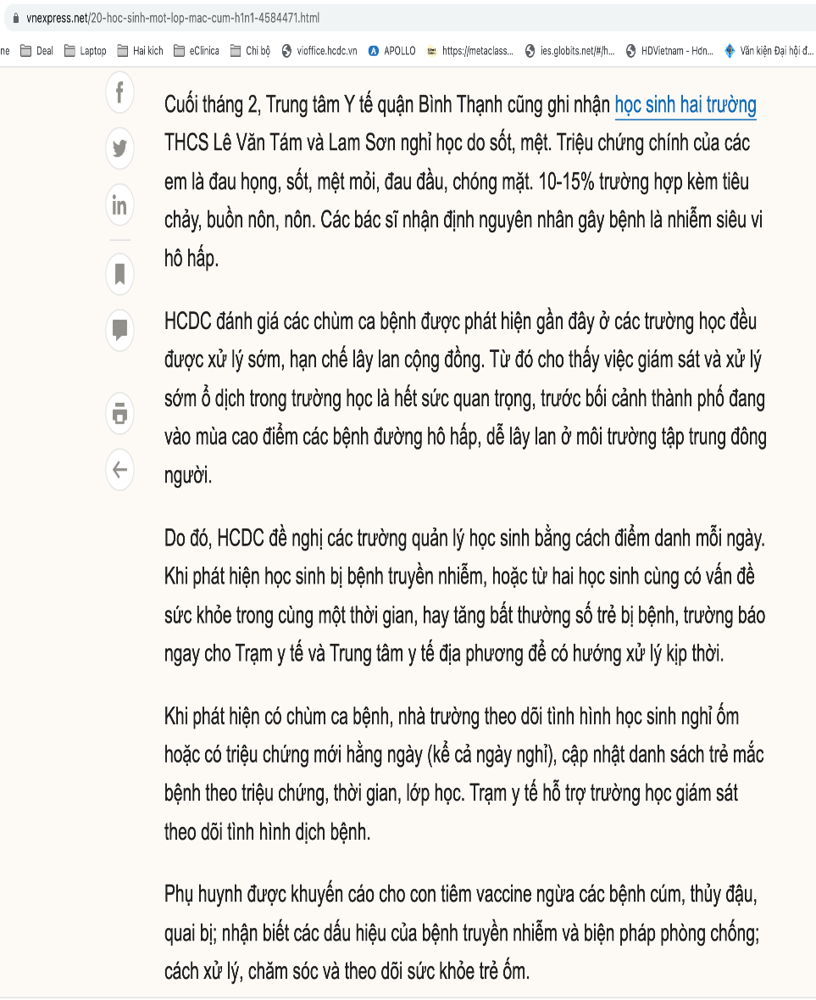 vnexpress.net/20-hoc-sinh-mot-lop-mac-cum-h1n1-4584471.html
ne Deal Laptop Hai kich eClinica Chi bộ vioffice.hcdc.vn APOLLO https://metaclass... ies.globits.net/#/h... HDVietnam - Hơn... Văn kiện Đại hội đ...
Cuối tháng 2, Trung tâm Y tế quận Bình Thạnh cũng ghi nhận học sinh hai trường
THCS Lê Văn Tám và Lam Sơn nghỉ học do sốt, mệt. Triệu chứng chính của các
em là đau họng, sốt, mệt mỏi, đau đầu, chóng mặt. 10-15% trường hợp kèm tiêu
chảy, buồn nôn, nôn. Các bác sĩ nhận định nguyên nhân gây bệnh là nhiễm siêu vi
hô hấp.
HCDC đánh giá các chùm ca bệnh được phát hiện gần đây ở các trường học đều
được xử lý sớm, hạn chế lây lan cộng đồng. Từ đó cho thấy việc giám sát và xử lý
sớm ổ dịch trong trường học là hết sức quan trọng, trước bối cảnh thành phố đang
vào mùa cao điểm các bệnh đường hô hấp, dễ lây lan ở môi trường tập trung đông
người.
Do đó, HCDC đề nghị các trường quản lý học sinh bằng cách điểm danh mỗi ngày.
Khi phát hiện học sinh bị bệnh truyền nhiễm, hoặc từ hai học sinh cùng có vấn đề
sức khỏe trong cùng một thời gian, hay tăng bất thường số trẻ bị bệnh, trường báo
ngay cho Trạm y tế và Trung tâm y tế địa phương để có hướng xử lý kịp thời.
Khi phát hiện có chùm ca bệnh, nhà trường theo dõi tình hình học sinh nghỉ ốm
hoặc có triệu chứng mới hằng ngày (kể cả ngày nghỉ), cập nhật danh sách trẻ mắc
bệnh theo triệu chứng, thời gian, lớp học. Trạm y tế hỗ trợ trường học giám sát
theo dõi tình hình dịch bệnh.
Phụ huynh được khuyến cáo cho con tiêm vaccine ngừa các bệnh cúm, thủy đậu,
quai bị; nhận biết các dấu hiệu của bệnh truyền nhiễm và biện pháp phòng chống;
cách xử lý, chăm sóc và theo dõi sức khỏe trẻ ốm.